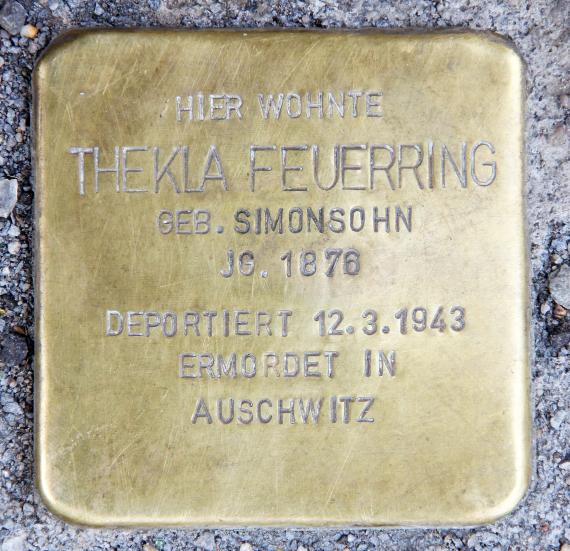 HIER WOHNTE
THEKLA FEUERRING
GEB. SIMONSOHN
JG. 1876
DEPORTIERT 12.3.1943
ERMORDET IN
AUSCHWITZ